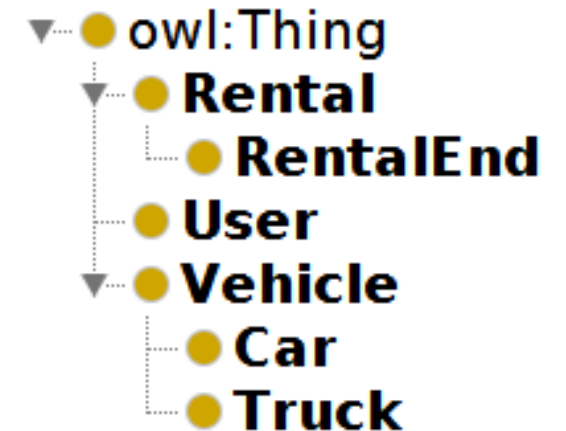 owl:Thing
Rental
RentalEnd
User
Vehicle
Car
Truck